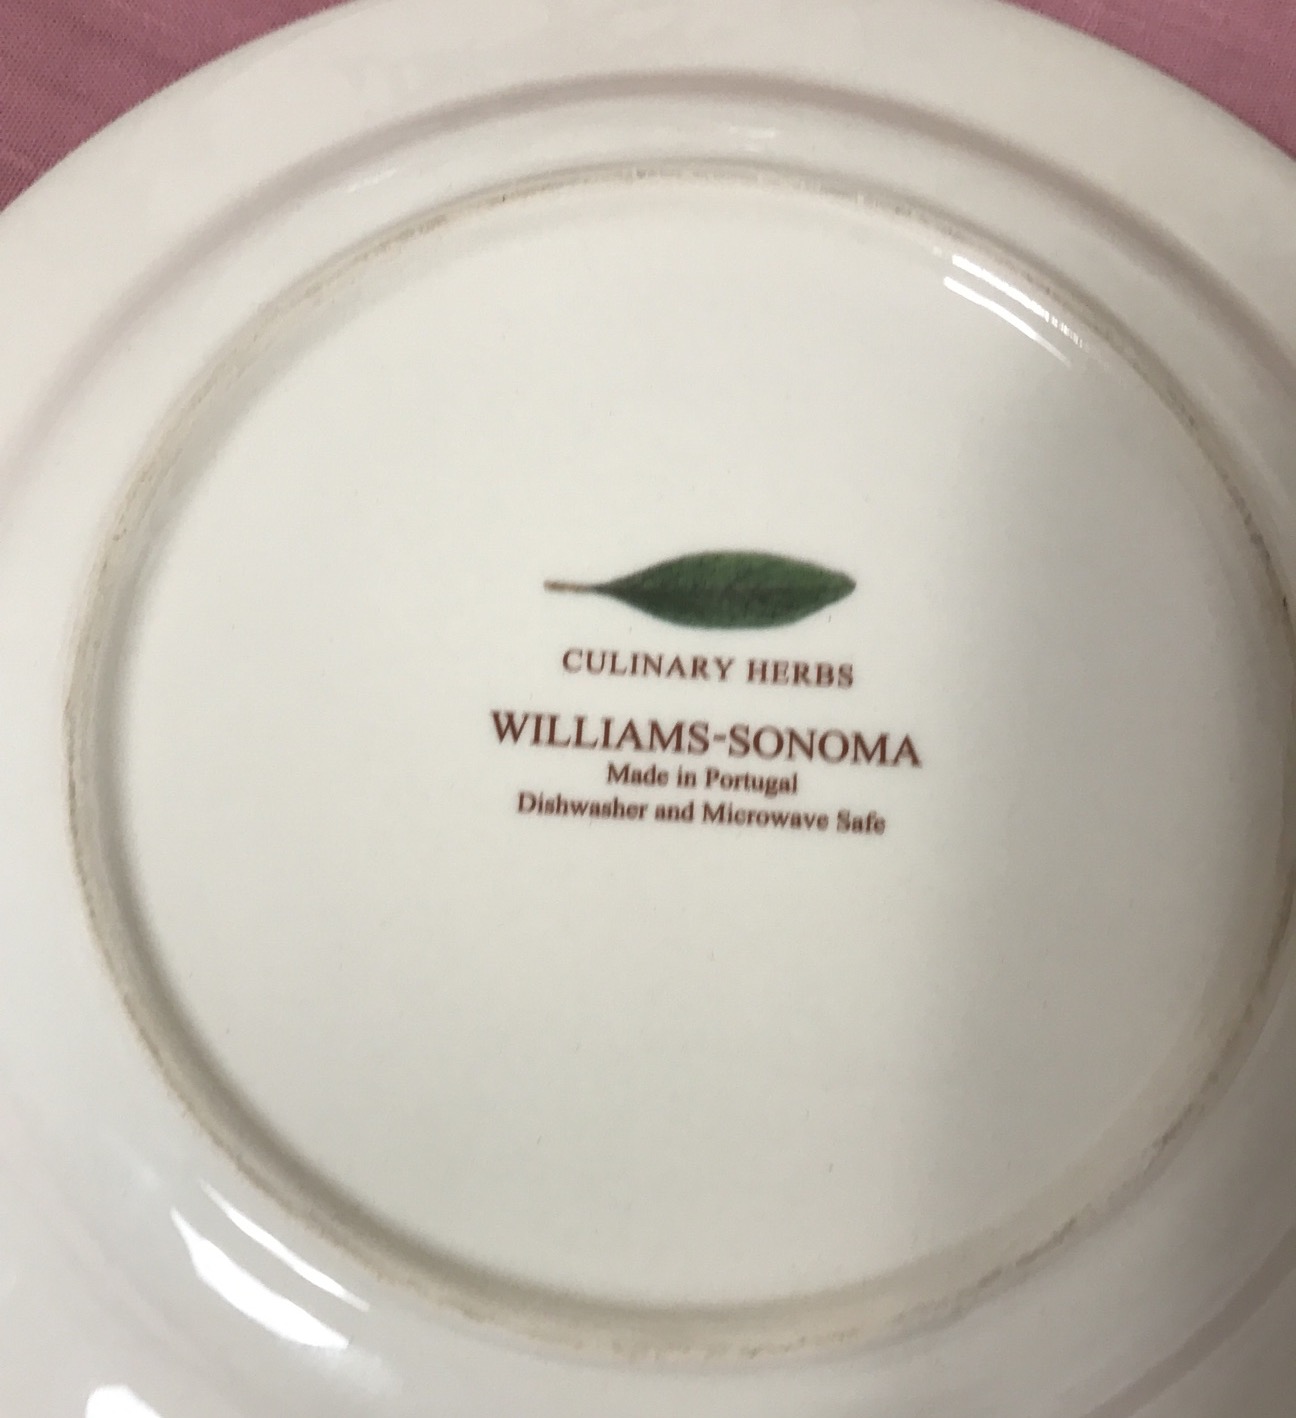 CULINARY HERBS
WILLIAMS-SONOMA
Made in Portugal
Dishwasher and Microwave Safe